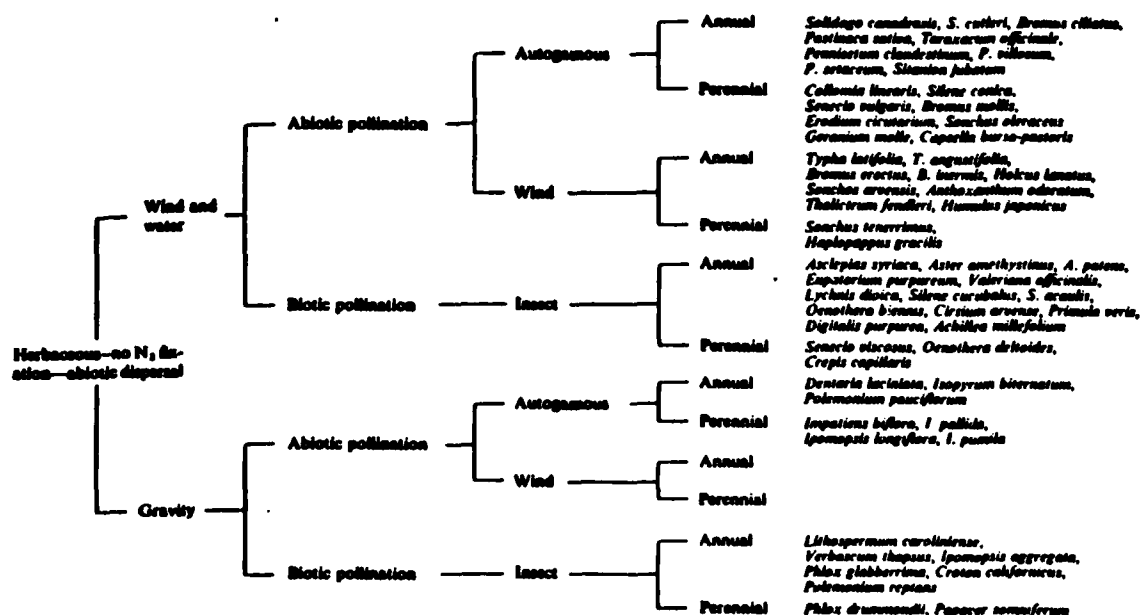 Annual
Solidago canadensis, S. cutleri, Bromus ciliatus,
Pastinaca sativa, Taraxacum officinale,
Pennisetum clandestinum, P. villosum,
P. setaceum, Sitanion jubatum
Autogamous
Perennial
Collomia linearis, Silene conica,
Senecio vulgaris, Bromus mollis,
Erodium cicutarium, Sonchus oleraceus
Geranium molle, Capsella bursa-pastoris
Abiotic pollination
Annual
Typha latifolia, T. angustifolia,
Bromus erectus, B. inermis, Holcus lanatus,
Sonchos arvensis, Anthoxanthum odoratum,
Thalictrum fendleri, Humulus japonicus
Wind
Perennial
Sonchus tenerrimus,
Haplopappus gracilis
Wind and
water
Annual
Asclepias syriaca, Aster amethystinus, A. patens,
Eupatorium purpureum, Valeriana officinalis,
Lychnis dioica, Silene cucubalus, S. acaulis,
Oenothera biennis, Cirsium arvense, Primula veris,
Digitalis purpurea, Achillea millefolium
Biotic pollination
Insect
Perennial
Senecio viscosus, Oenothera deltoides,
Crepis capillaris
Herbaceous—no N₂ fix-
ation—abiotic dispersal
Annual
Dentaria laciniata, Isopyrum biternatum,
Polemonium pauciflorum
Autogamous
Perennial
Impatiens biflora, I pallida,
Ipomopsis longiflora, I. pumila
Abiotic pollination
Annual
Wind
Perennial
Gravity
Annual
Lithospermum caroliniense,
Verbascum thapsus, Ipomopsis aggregata,
Phlox glabberrima, Croton californicus,
Polemonium reptans
Biotic pollination
Insect
Perennial
Phlox drummondii, Papaver somniferum